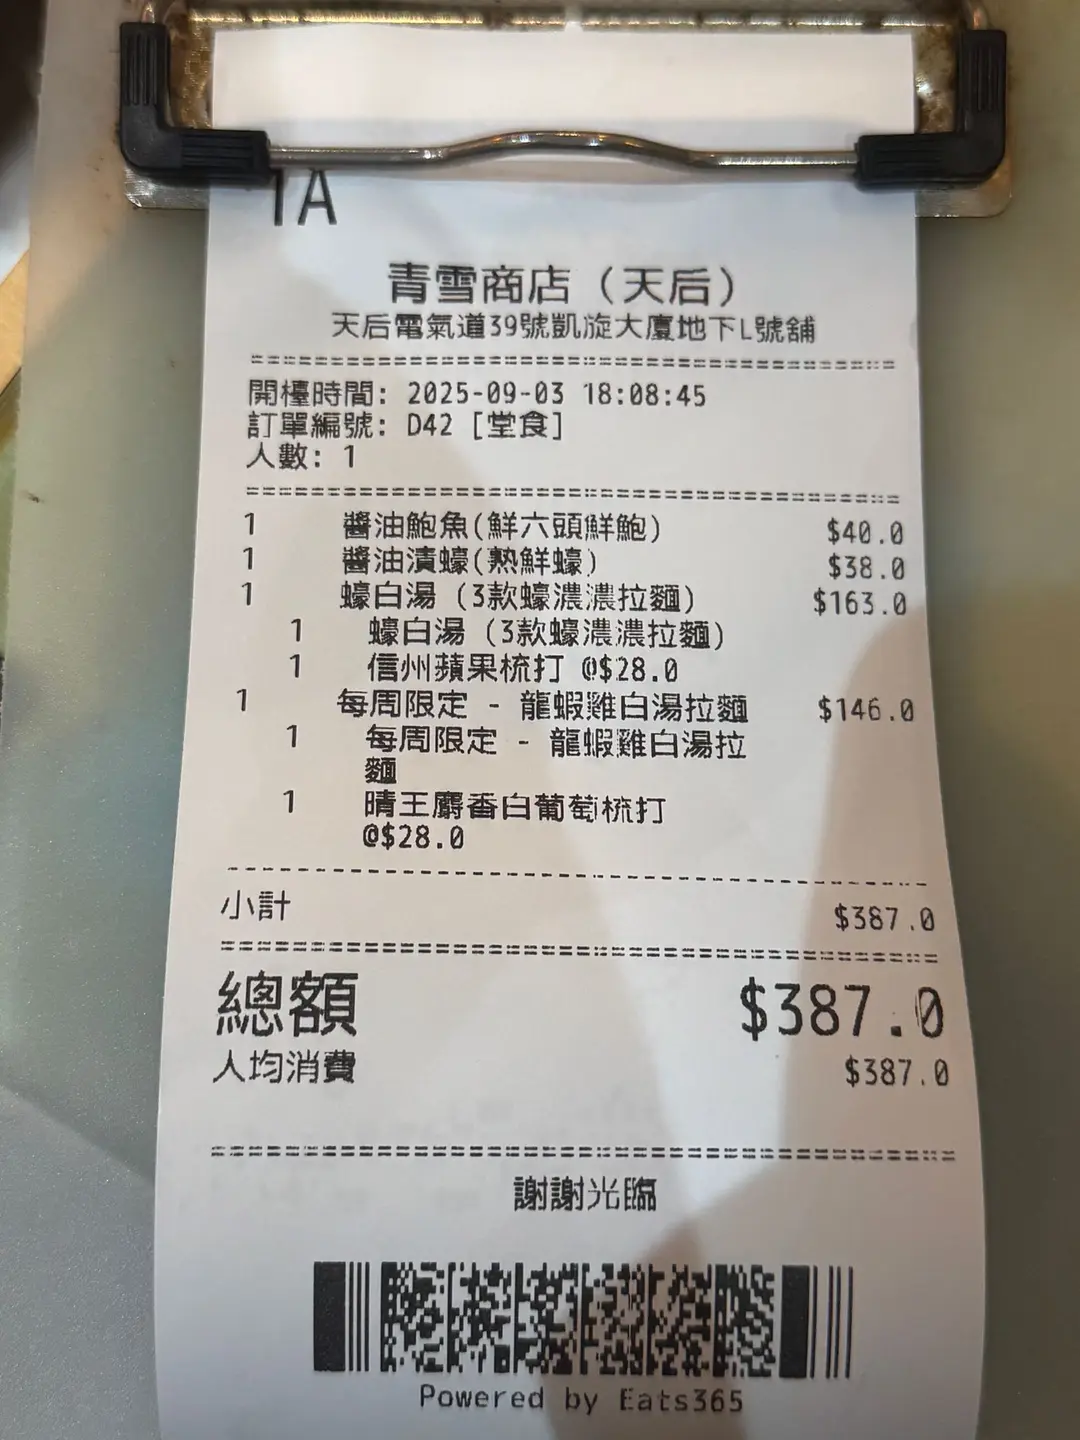 1A
青雪商店（天后）
天后電氣道39號凱旋大廈地下L號舖
開檯時間: 2025-09-03 18:08:45
訂單編號: D42 [堂食]
人數: 1
1 醬油鮑魚(鮮六頭鮮鮑) $40.0
1 醬油漬蠔(熟鮮蠔) $38.0
1 蠔白湯 (3款蠔濃濃拉麵) $163.0
1 蠔白湯 (3款蠔濃濃拉麵)
1 信州蘋果梳打 @$28.0
1 每周限定 - 龍蝦雞白湯拉麵 $146.0
1 每周限定 - 龍蝦雞白湯拉
麵
1 晴王麝香白葡萄梳打
@$28.0
小計 $387.0
總額 $387.0
人均消費 $387.0
謝謝光臨
Powered by Eats365